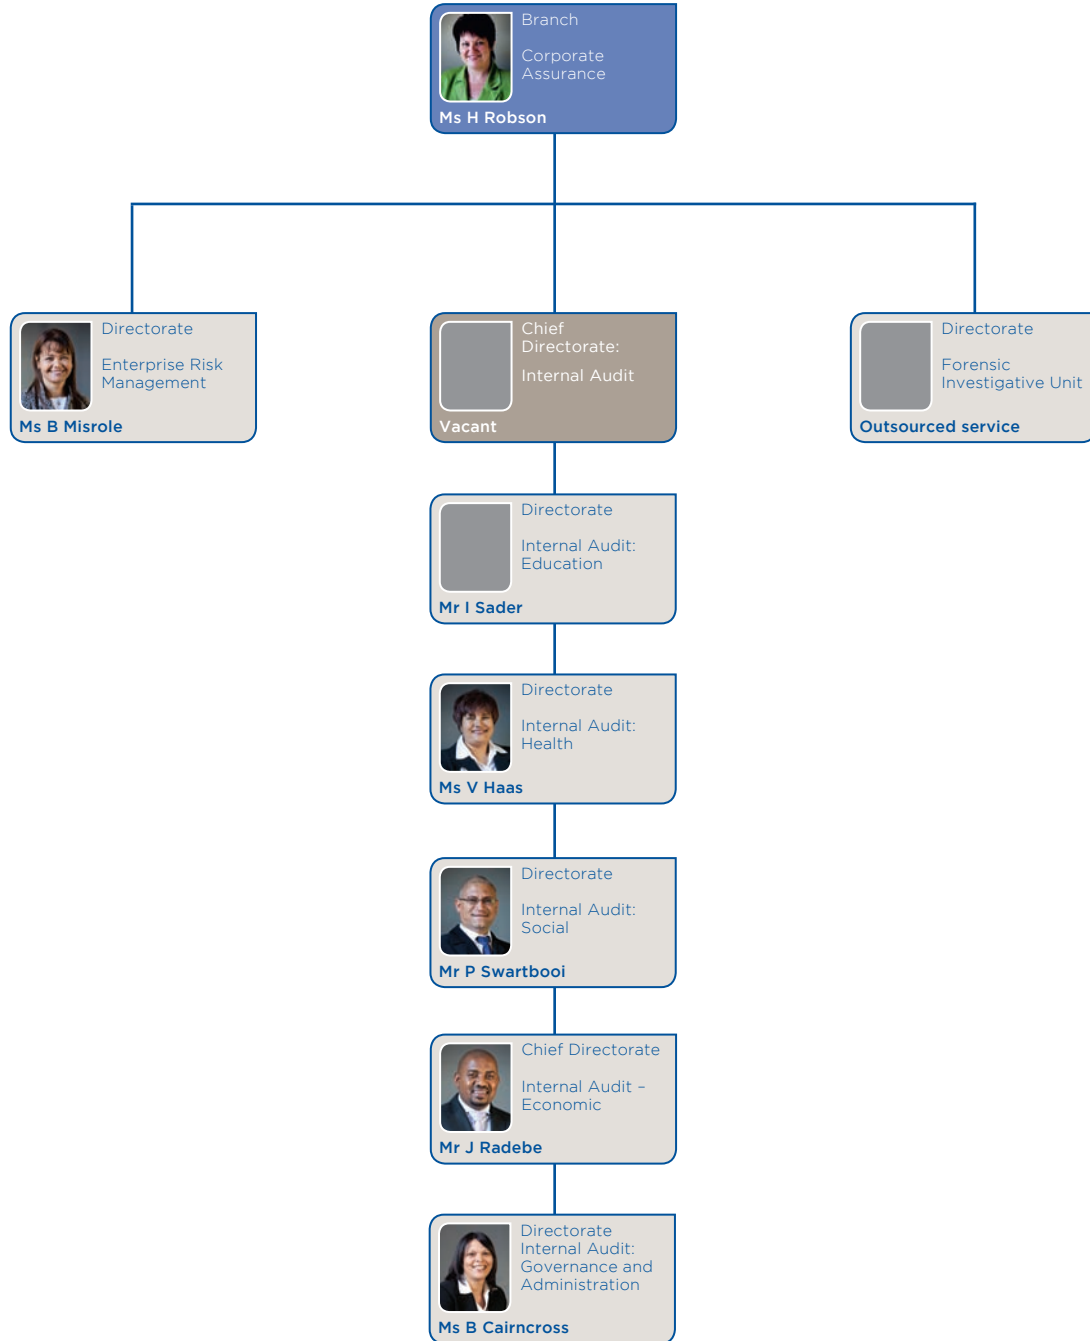 Branch
Corporate
Assurance
Ms H Robson
Directorate
Enterprise Risk
Management
Ms B Misrole
Chief
Directorate:
Internal Audit
Vacant
Directorate
Forensic
Investigative Unit
Outsourced service
Directorate
Internal Audit:
Education
Mr I Sader
Directorate
Internal Audit:
Health
Ms V Haas
Directorate
Internal Audit:
Social
Mr P Swartbooi
Chief Directorate
Internal Audit –
Economic
Mr J Radebe
Directorate
Internal Audit:
Governance and
Administration
Ms B Cairncross